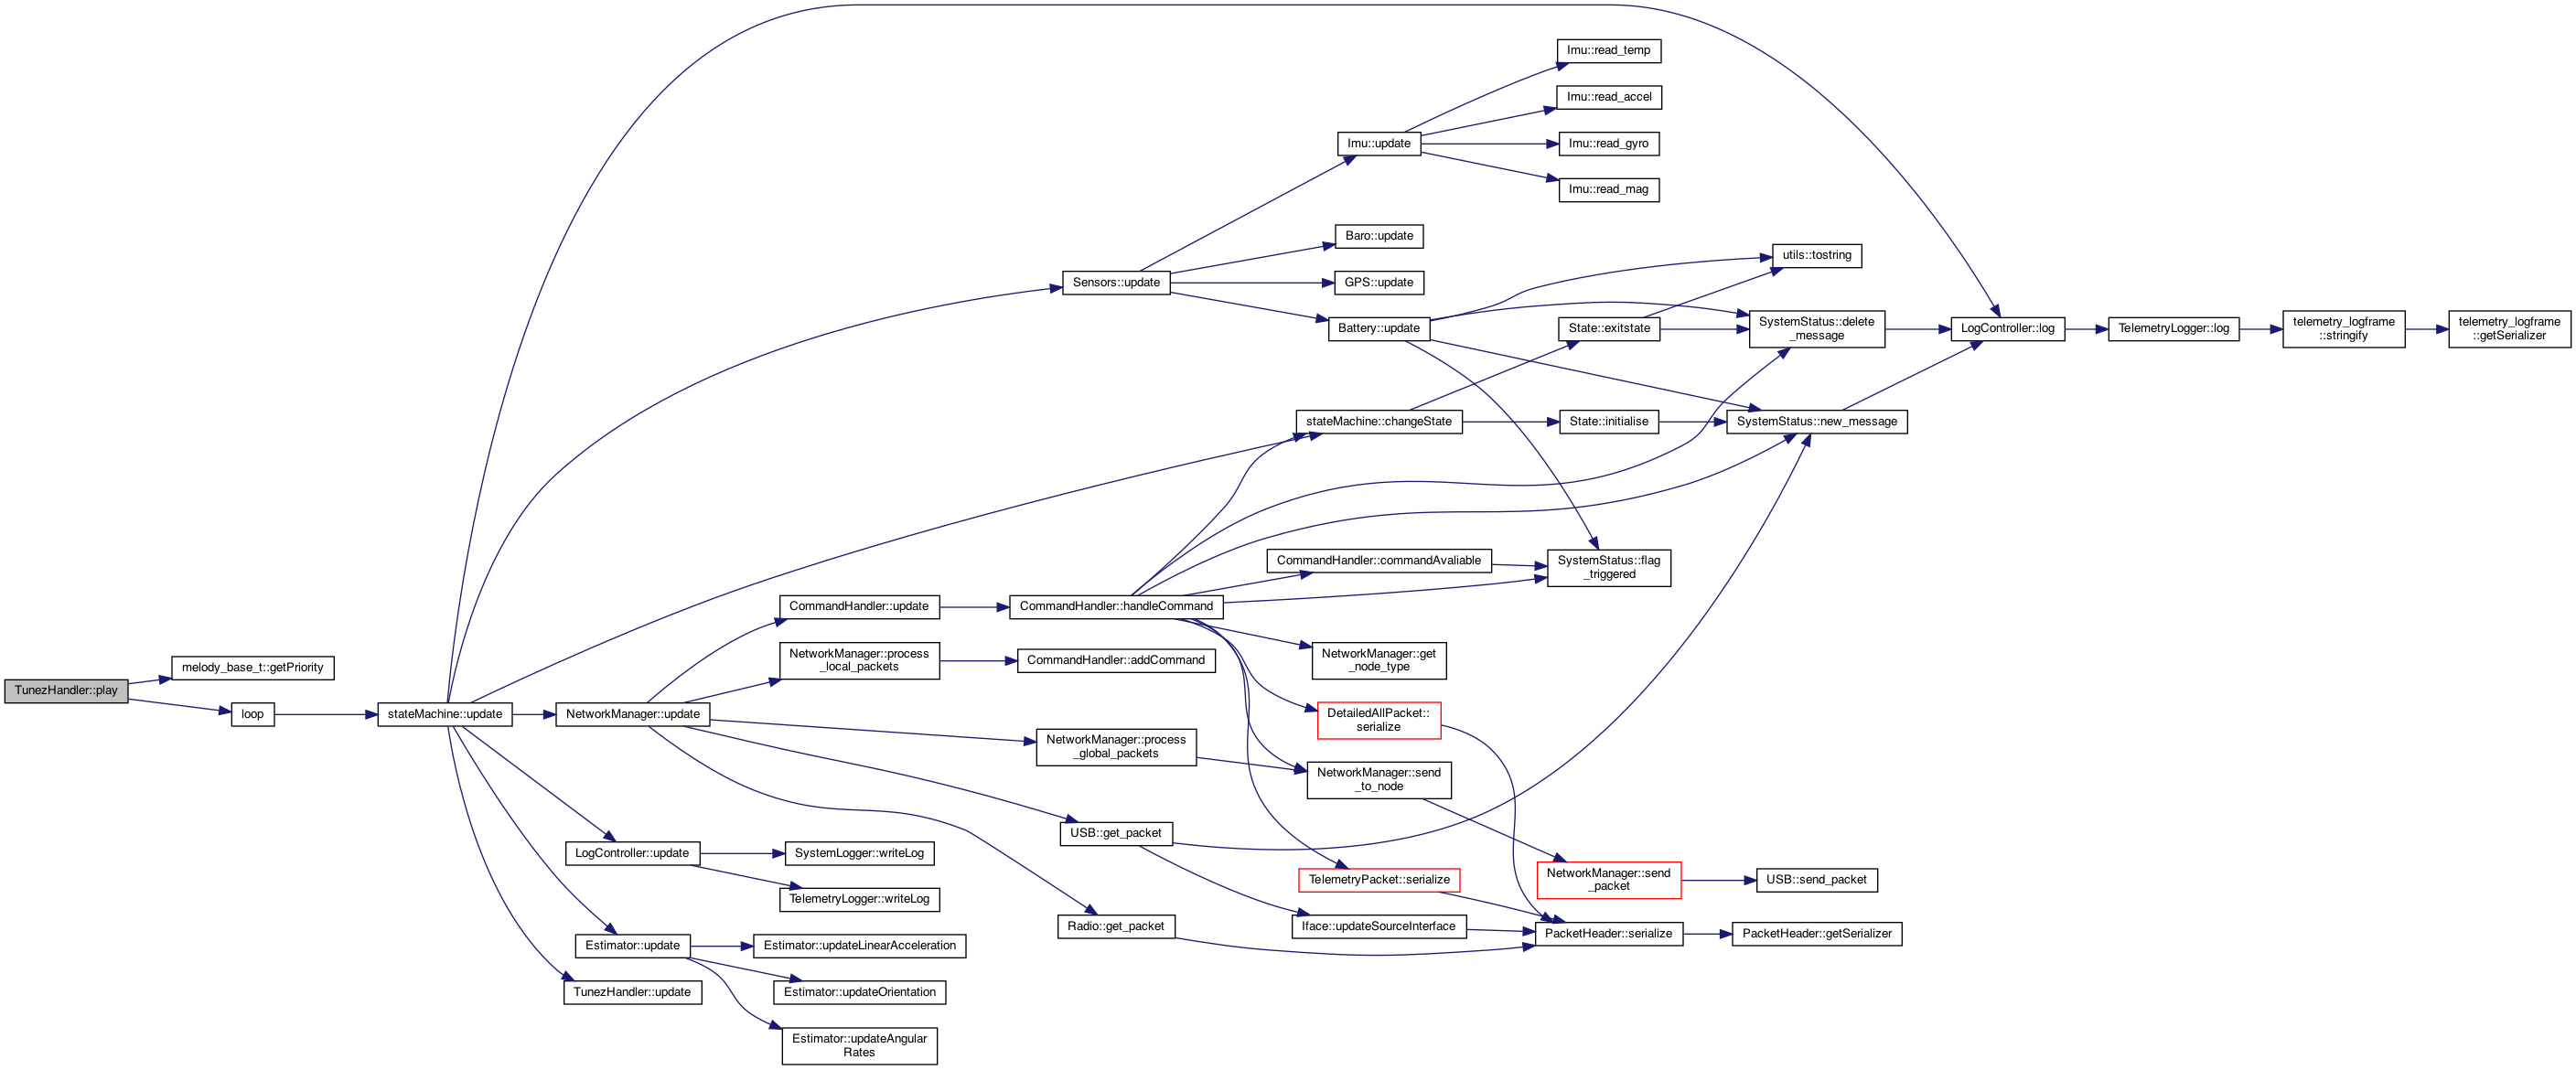 Imu::read_temp
Imu::read_accel
Imu::update
Imu::read_gyro
Imu::read_mag
Baro::update
utils::tostring
Sensors::update
GPS::update
Battery::update
State::exitstate
SystemStatus::delete
_message
LogController::log
TelemetryLogger::log
telemetry_logframe
::stringify
telemetry_logframe
::getSerializer
stateMachine::changeState
State::initialise
SystemStatus::new_message
CommandHandler::commandAvaliable
SystemStatus::flag
_triggered
CommandHandler::update
CommandHandler::handleCommand
melody_base_t::getPriority
NetworkManager::process
_local_packets
CommandHandler::addCommand
NetworkManager::get
_node_type
TunezHandler::play
loop
stateMachine::update
NetworkManager::update
DetailedAllPacket::
serialize
NetworkManager::process
_global_packets
NetworkManager::send
_to_node
USB::get_packet
LogController::update
SystemLogger::writeLog
TelemetryPacket::serialize
NetworkManager::send
_packet
USB::send_packet
TelemetryLogger::writeLog
Radio::get_packet
Iface::updateSourceInterface
PacketHeader::serialize
PacketHeader::getSerializer
Estimator::update
Estimator::updateLinearAcceleration
TunezHandler::update
Estimator::updateOrientation
Estimator::updateAngular
Rates